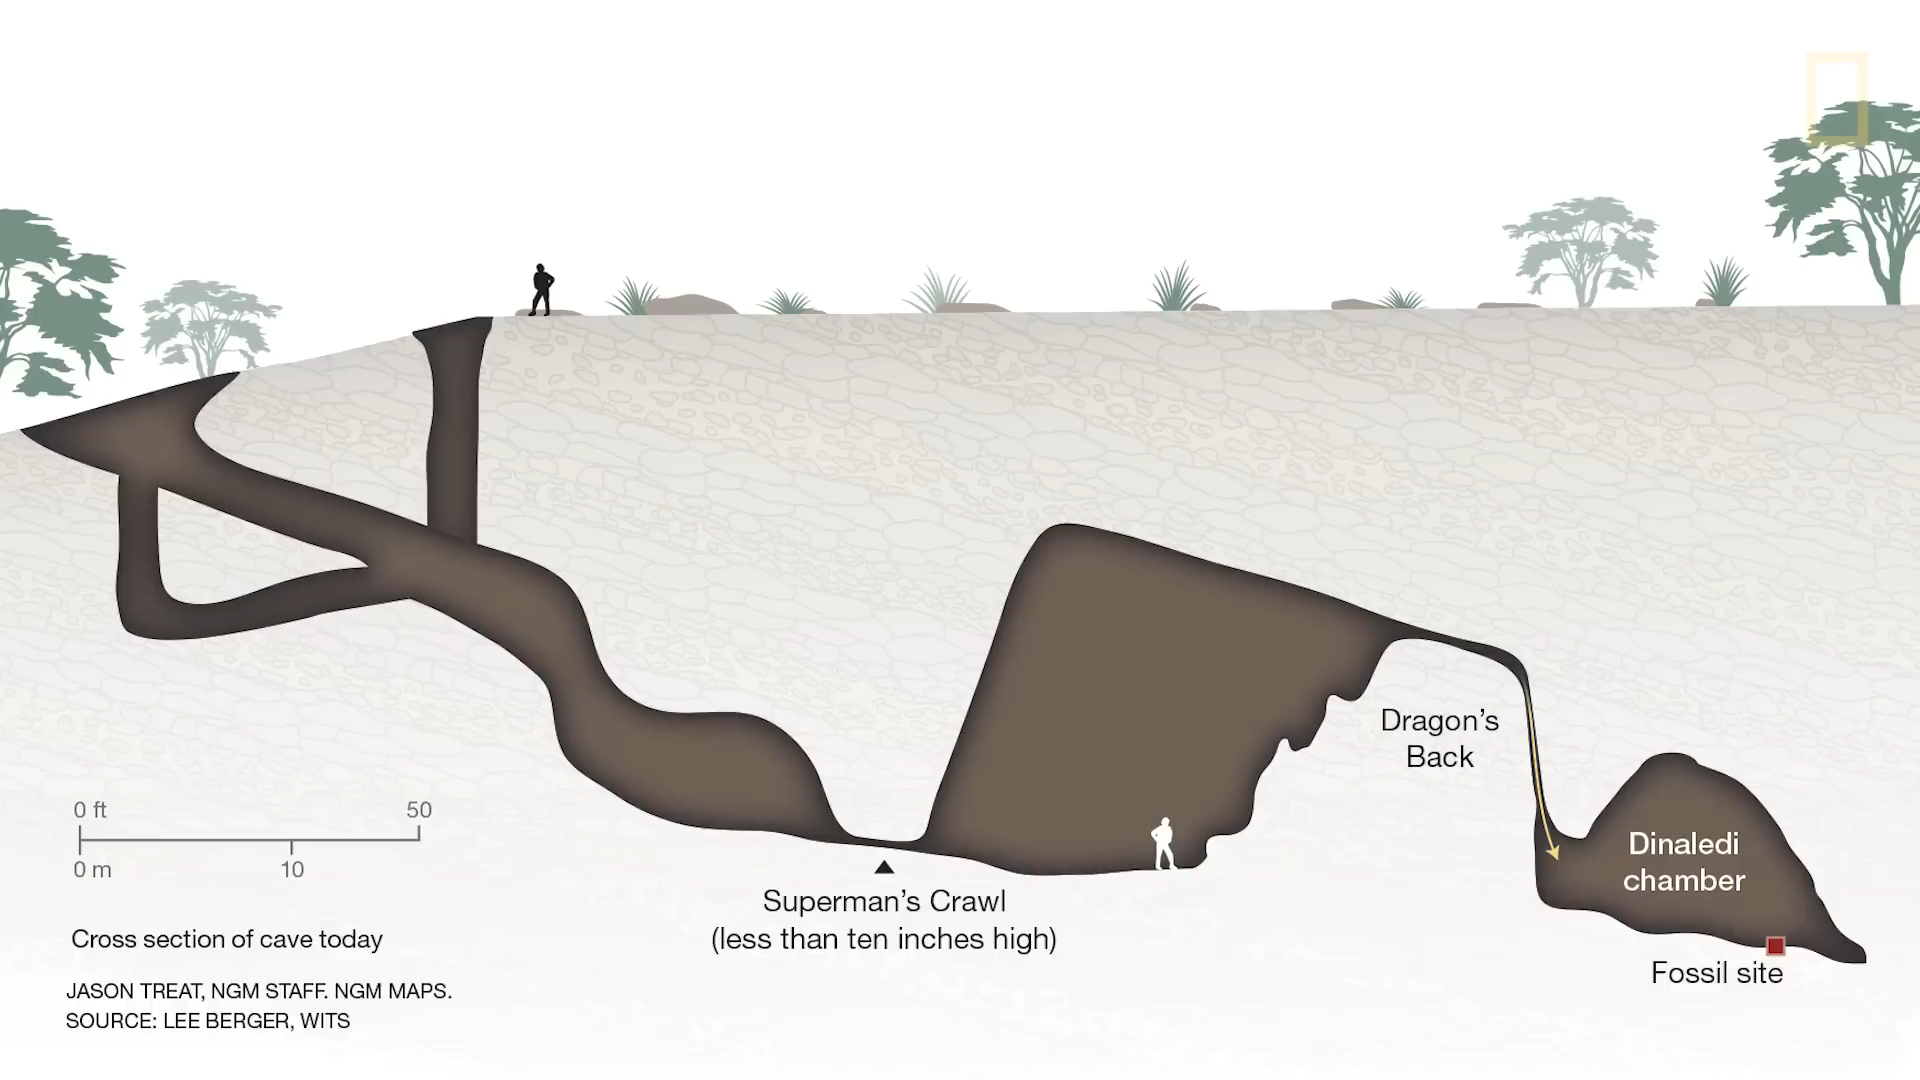 Dragon’s
Back
0 ft 50
0 m 10
Dinaledi
chamber
Superman’s Crawl
(less than ten inches high)
Fossil site
Cross section of cave today
JASON TREAT, NGM STAFF. NGM MAPS.
SOURCE: LEE BERGER, WITS